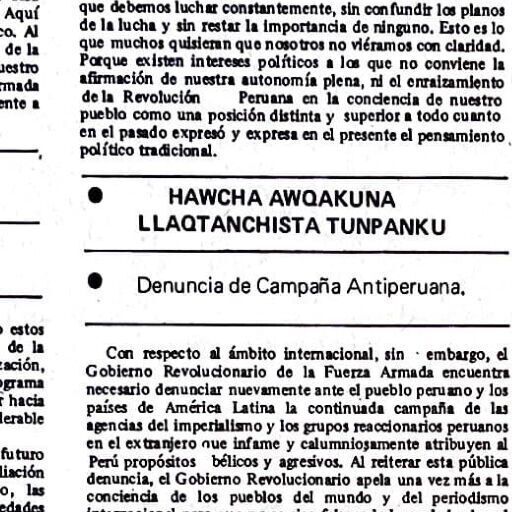 Aquí
co. Al
de la
uestro
rmada
ente a
que debemos luchar constantemente, sin confundir los planos
de la lucha y sin restar la importancia de ninguno. Esto es lo
que muchos quisieran que nosotros no viéramos con claridad.
Porque existen intereses políticos a los que no conviene la
afirmación de nuestra autonomía plena, ni el enraizamiento
de la Revolución Peruana en la conciencia de nuestro
pueblo como una posición distinta y superior a todo cuanto
en el pasado expresó y expresa en el presente el pensamiento
político tradicional.
● HAWCHA AWQAKUNA
LLAQTANCHISTA TUNPANKU
● Denuncia de Campaña Antiperuana.
estos
de la
zación,
ograma
r hacia
lerable
futuro
liación
o, las
edades
Con respecto al ámbito internacional, sin embargo, el
Gobierno Revolucionario de la Fuerza Armada encuentra
necesario denunciar nuevamente ante el pueblo peruano y los
países de América Latina la continuada campaña de las
agencias del imperialismo y los grupos reaccionarios peruanos
en el extranjero que infame y calumniosamente atribuyen al
Perú propósitos bélicos y agresivos. Al reiterar esta pública
denuncia, el Gobierno Revolucionario apela una vez más a la
conciencia de los pueblos del mundo y del periodismo